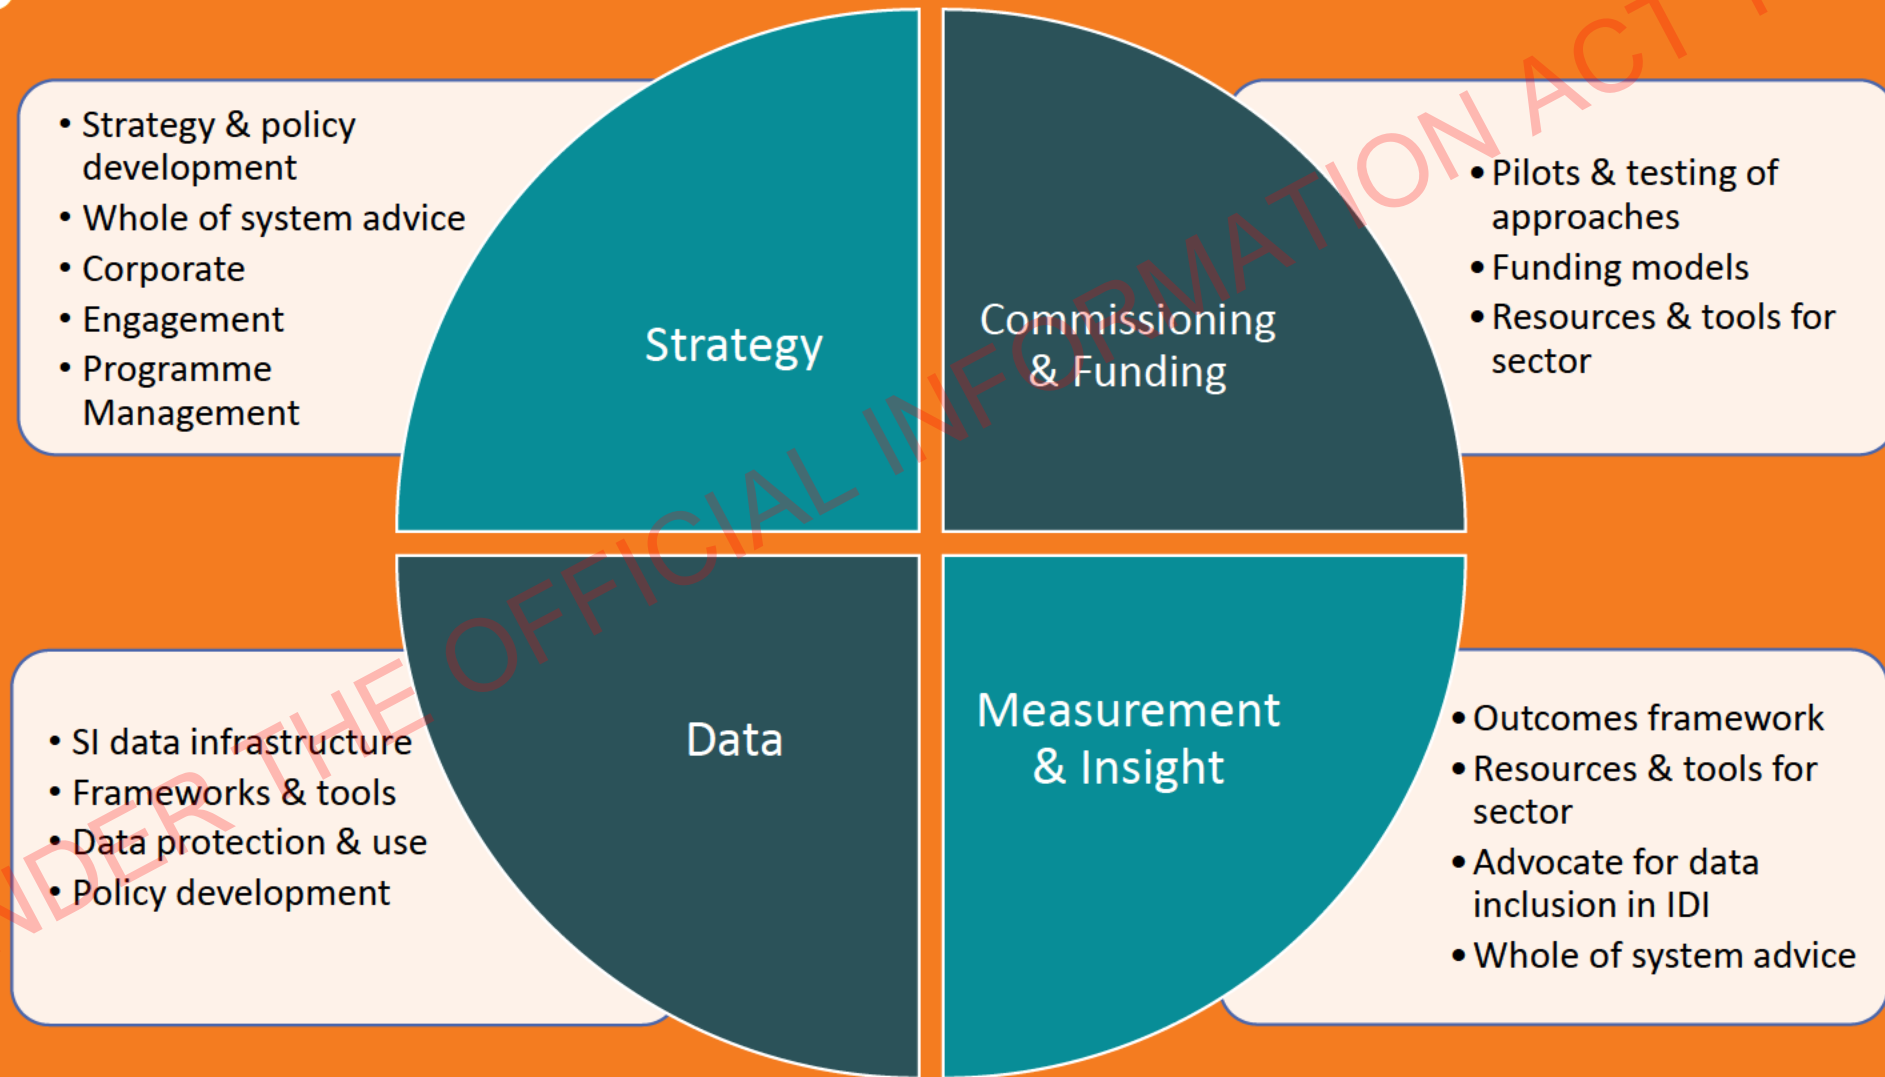 • Strategy & policy
development
• Whole of system advice
• Corporate
• Engagement
• Programme
Management
Strategy
Commissioning
& Funding
• Pilots & testing of
approaches
• Funding models
• Resources & tools for
sector
• SI data infrastructure
• Frameworks & tools
• Data protection & use
• Policy development
Data
Measurement
& Insight
• Outcomes framework
• Resources & tools for
sector
• Advocate for data
inclusion in IDI
• Whole of system advice
THE OFFICIAL INFORMATION ACT